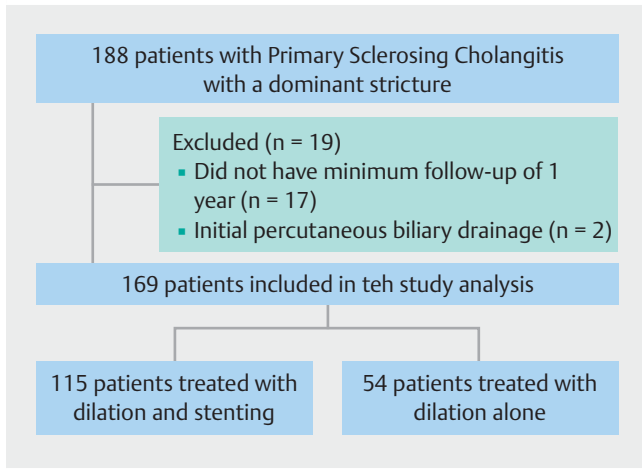 188 patients with Primary Sclerosing Cholangitis
with a dominant stricture
Excluded (n = 19)
▪ Did not have minimum follow-up of 1
year (n = 17)
▪ Initial percutaneous biliary drainage (n = 2)
169 patients included in teh study analysis
115 patients treated with
dilation and stenting
54 patients treated with
dilation alone